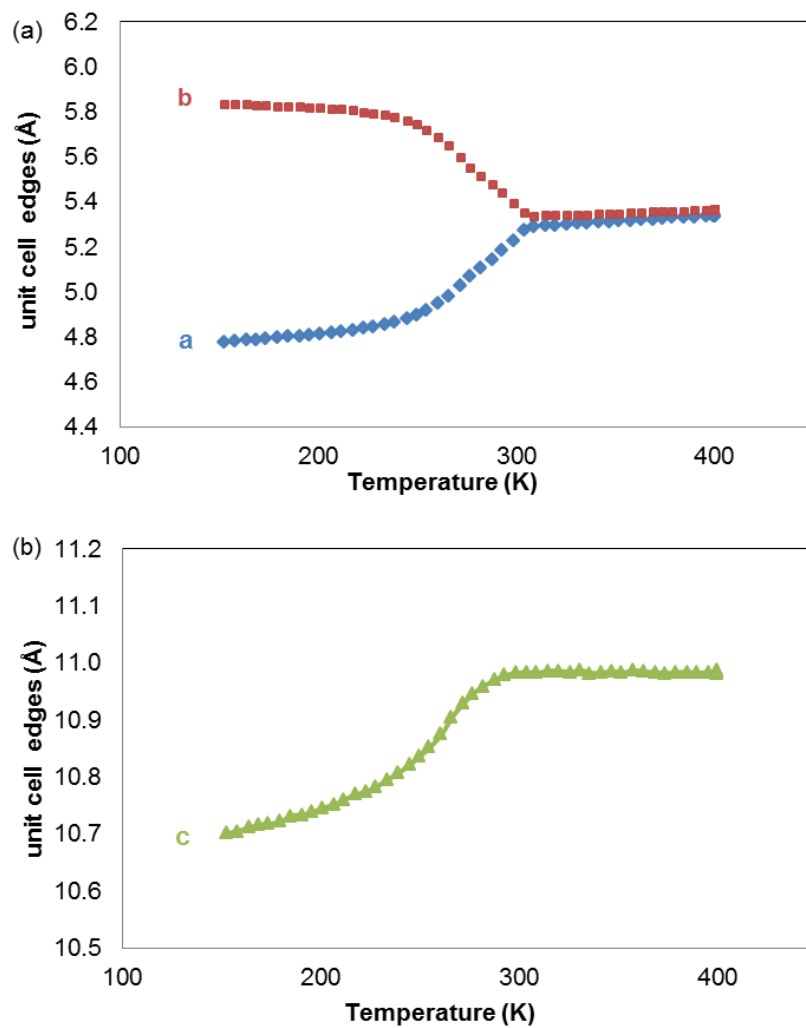 (a)
6.2
6.0
5.8
5.6
5.4
5.2
5.0
4.8
4.6
4.4
unit cell edges (Å)
b
a
100 200 300 400
Temperature (K)
(b)
11.2
11.1
11.0
10.9
10.8
10.7
10.6
10.5
unit cell edges (Å)
c
100 200 300 400
Temperature (K)